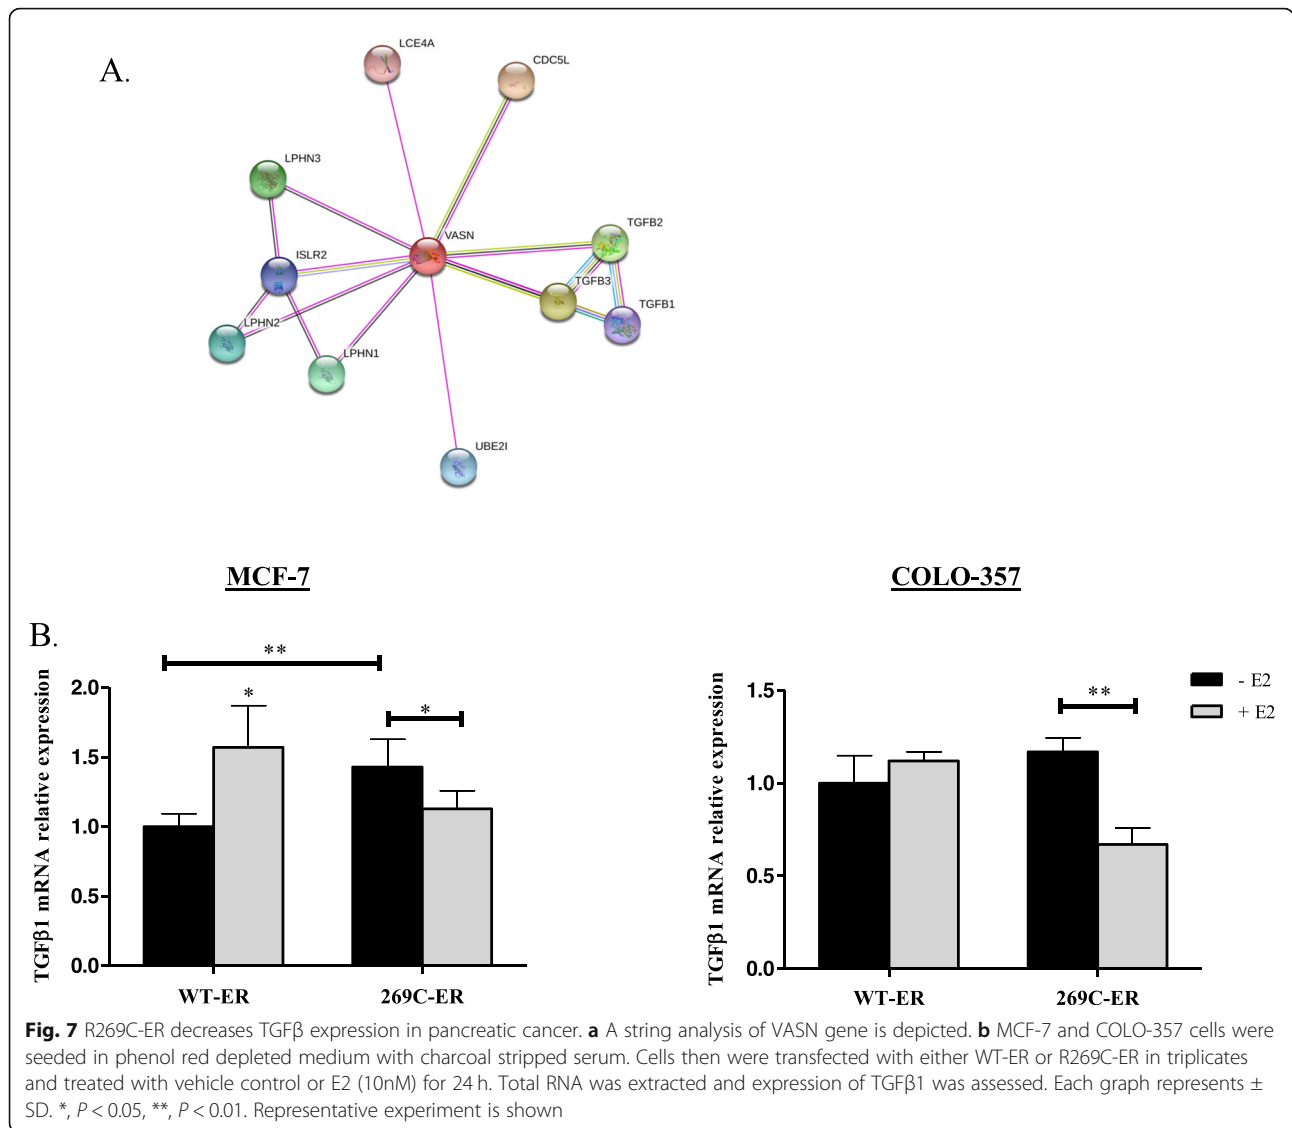 A.
LCE4A
CDC5L
LPHN3
TGFB2
VASN
ISLR2
TGFB3
TGFB1
LPHN2
LPHN1
UBE2I
MCF-7
COLO-357
B.
TGFβ1 mRNA relative expression
2.0
1.5
1.0
0.5
0.0
**
*
*
WT-ER
269C-ER
TGFβ1 mRNA relative expression
1.5
1.0
0.5
0.0
**
- E2
+ E2
WT-ER
269C-ER
Fig. 7 R269C-ER decreases TGFβ expression in pancreatic cancer. a A string analysis of VASN gene is depicted. b MCF-7 and COLO-357 cells were
seeded in phenol red depleted medium with charcoal stripped serum. Cells then were transfected with either WT-ER or R269C-ER in triplicates
and treated with vehicle control or E2 (10nM) for 24 h. Total RNA was extracted and expression of TGFβ1 was assessed. Each graph represents ±
SD. *, P < 0.05, **, P < 0.01. Representative experiment is shown